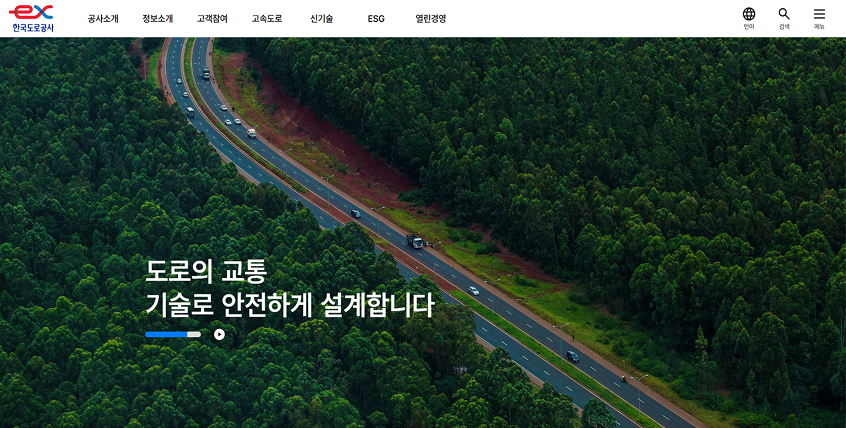 ex
한국도로공사
공사소개
정보소개
고객참여
고속도로
신기술
ESG
열린경영
언어
검색
메뉴
도로의 교통
기술로 안전하게 설계합니다